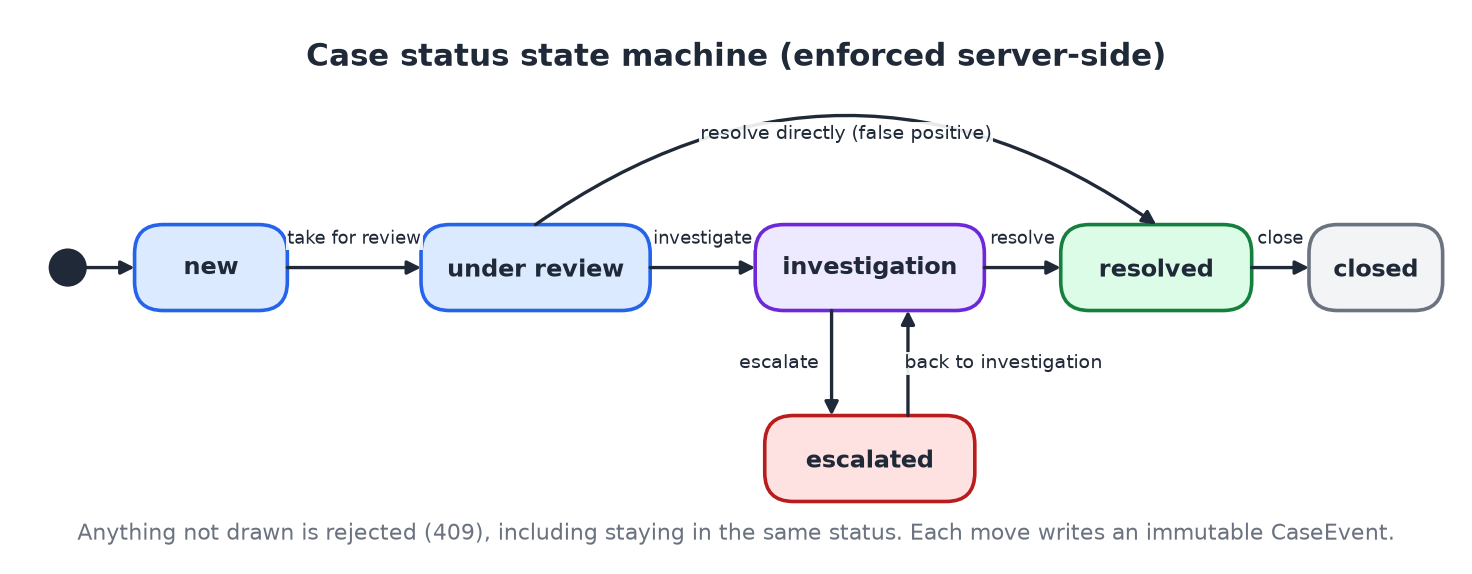 Case status state machine (enforced server-side)
resolve directly (false positive)
take for review
investigate
resolve
close
new
under review
investigation
resolved
closed
escalate
back to investigation
escalated
Anything not drawn is rejected (409), including staying in the same status. Each move writes an immutable CaseEvent.